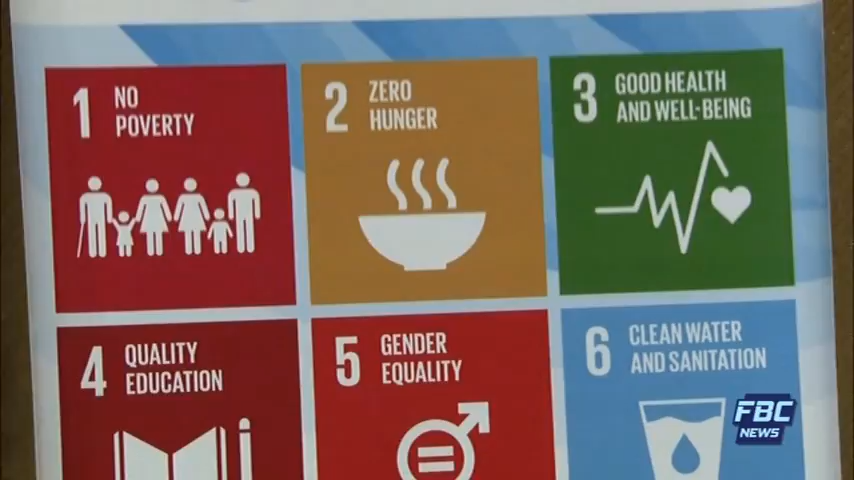 1 NO
POVERTY
2 ZERO
HUNGER
3 GOOD HEALTH
AND WELL-BEING
4 QUALITY
EDUCATION
5 GENDER
EQUALITY
6 CLEAN WATER
AND SANITATION
FBC
NEWS